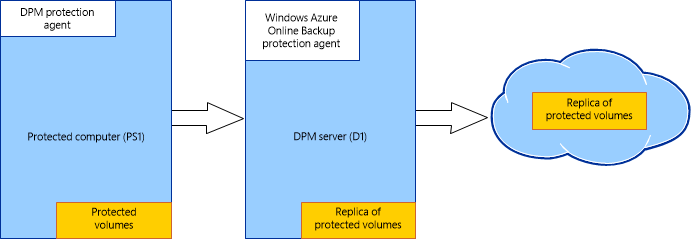 DPM protection
agent
Protected computer (PS1)
Protected
volumes
Windows Azure
Online Backup
protection agent
DPM server (D1)
Replica of
protected volumes
Replica of
protected volumes